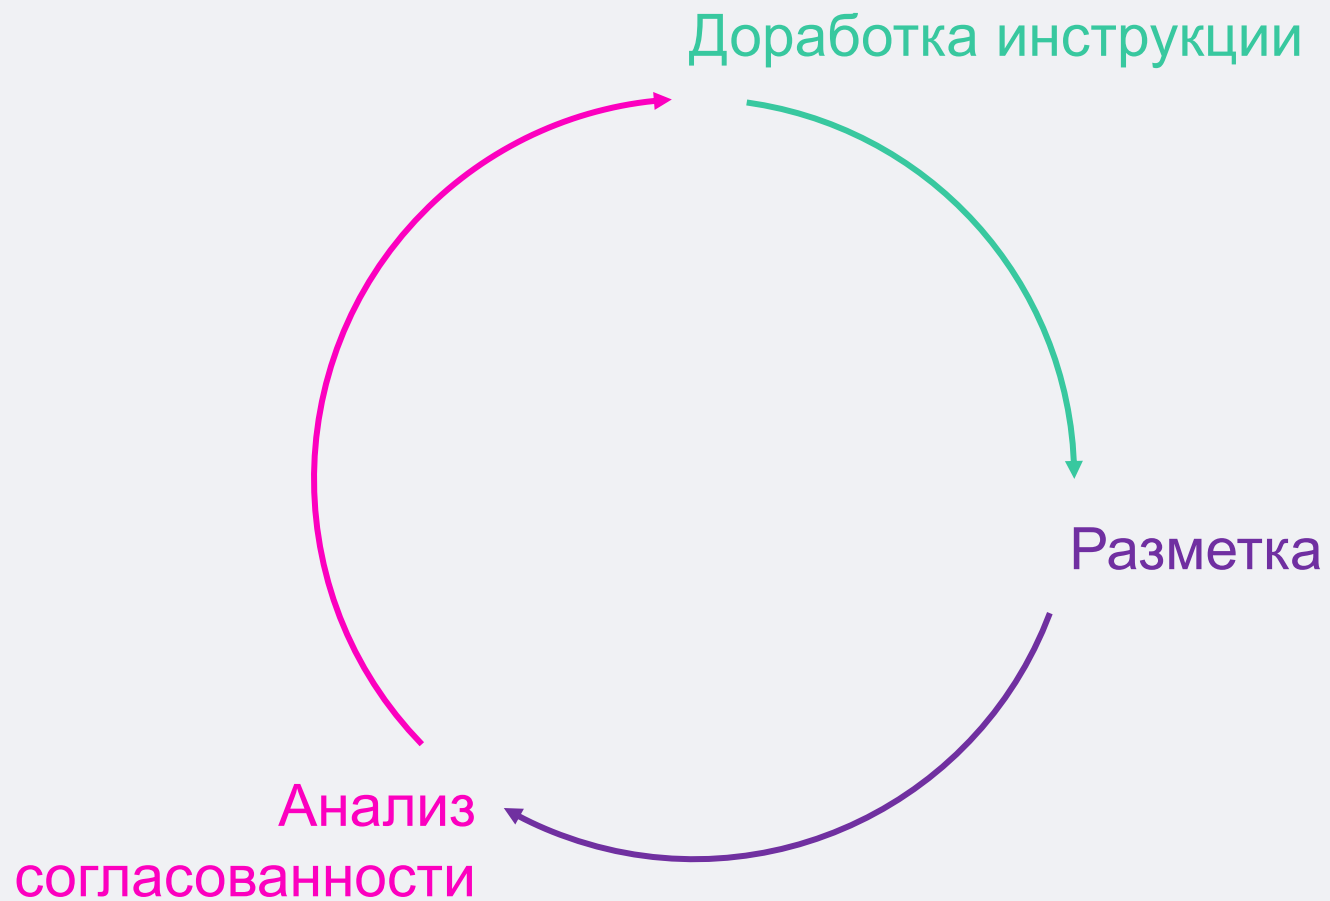 Доработка инструкции
Разметка
Анализ
согласованности